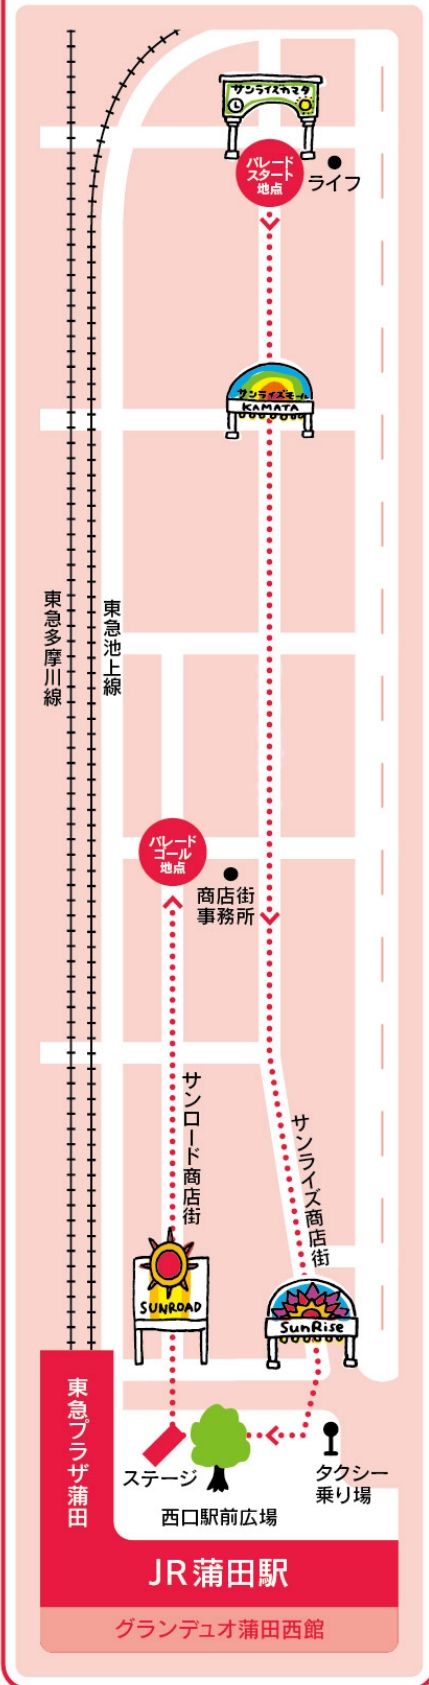 サンライズカマタ
パレード
スタート
地点
ライフ
サンライズモール
KAMATA
東急多摩川線
東急池上線
パレード
ゴール
地点
商店街
事務所
サンロード商店街
サンライズ商店街
SUNROAD
SunRise
東急プラザ蒲田
ステージ
タクシー
乗り場
西口駅前広場
JR蒲田駅
グランデュオ蒲田西館